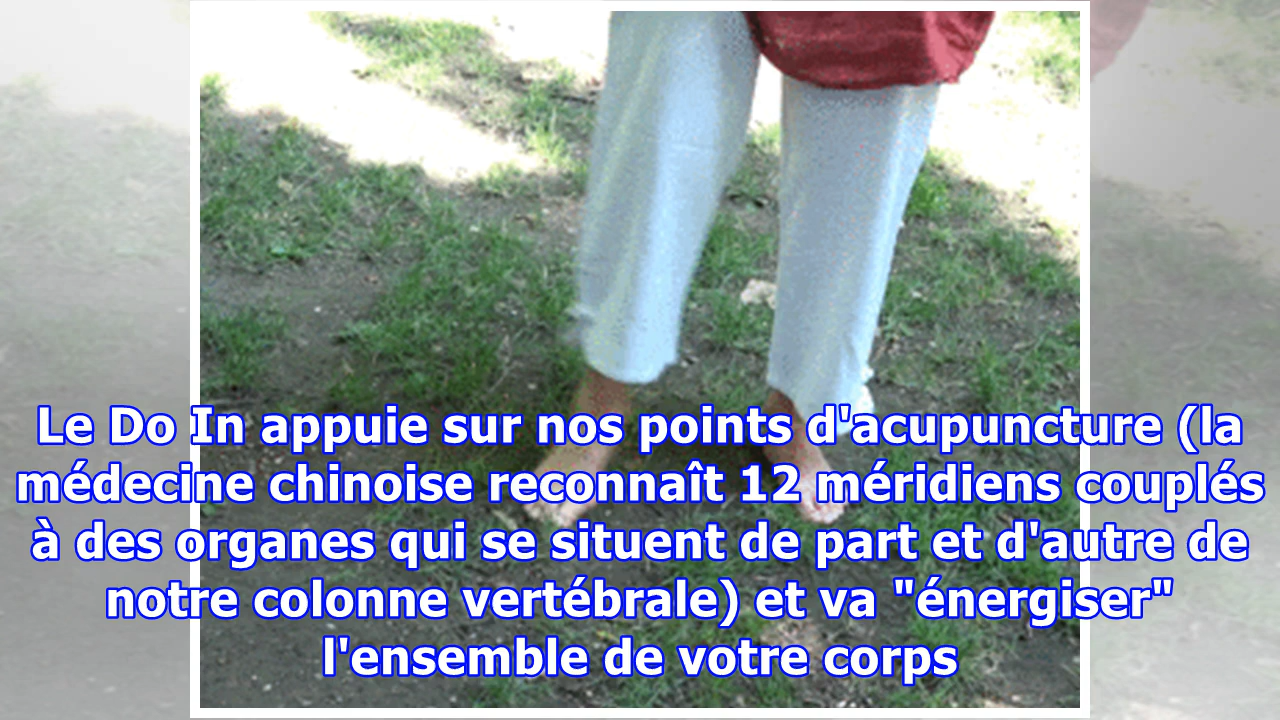 Le Do In appuie sur nos points d'acupuncture (la
médecine chinoise reconnaît 12 méridiens couplés
à des organes qui se situent de part et d'autre de
notre colonne vertébrale) et va "énergiser"
l'ensemble de votre corps